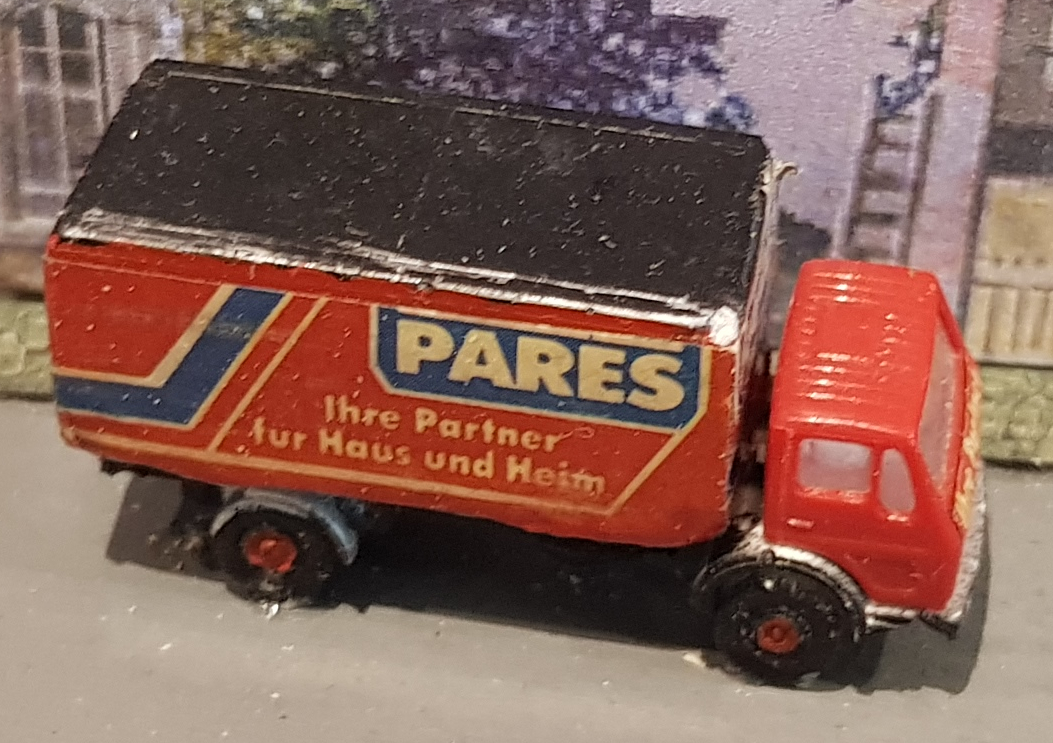 PARES
Ihre Partner
fur Haus und Heim